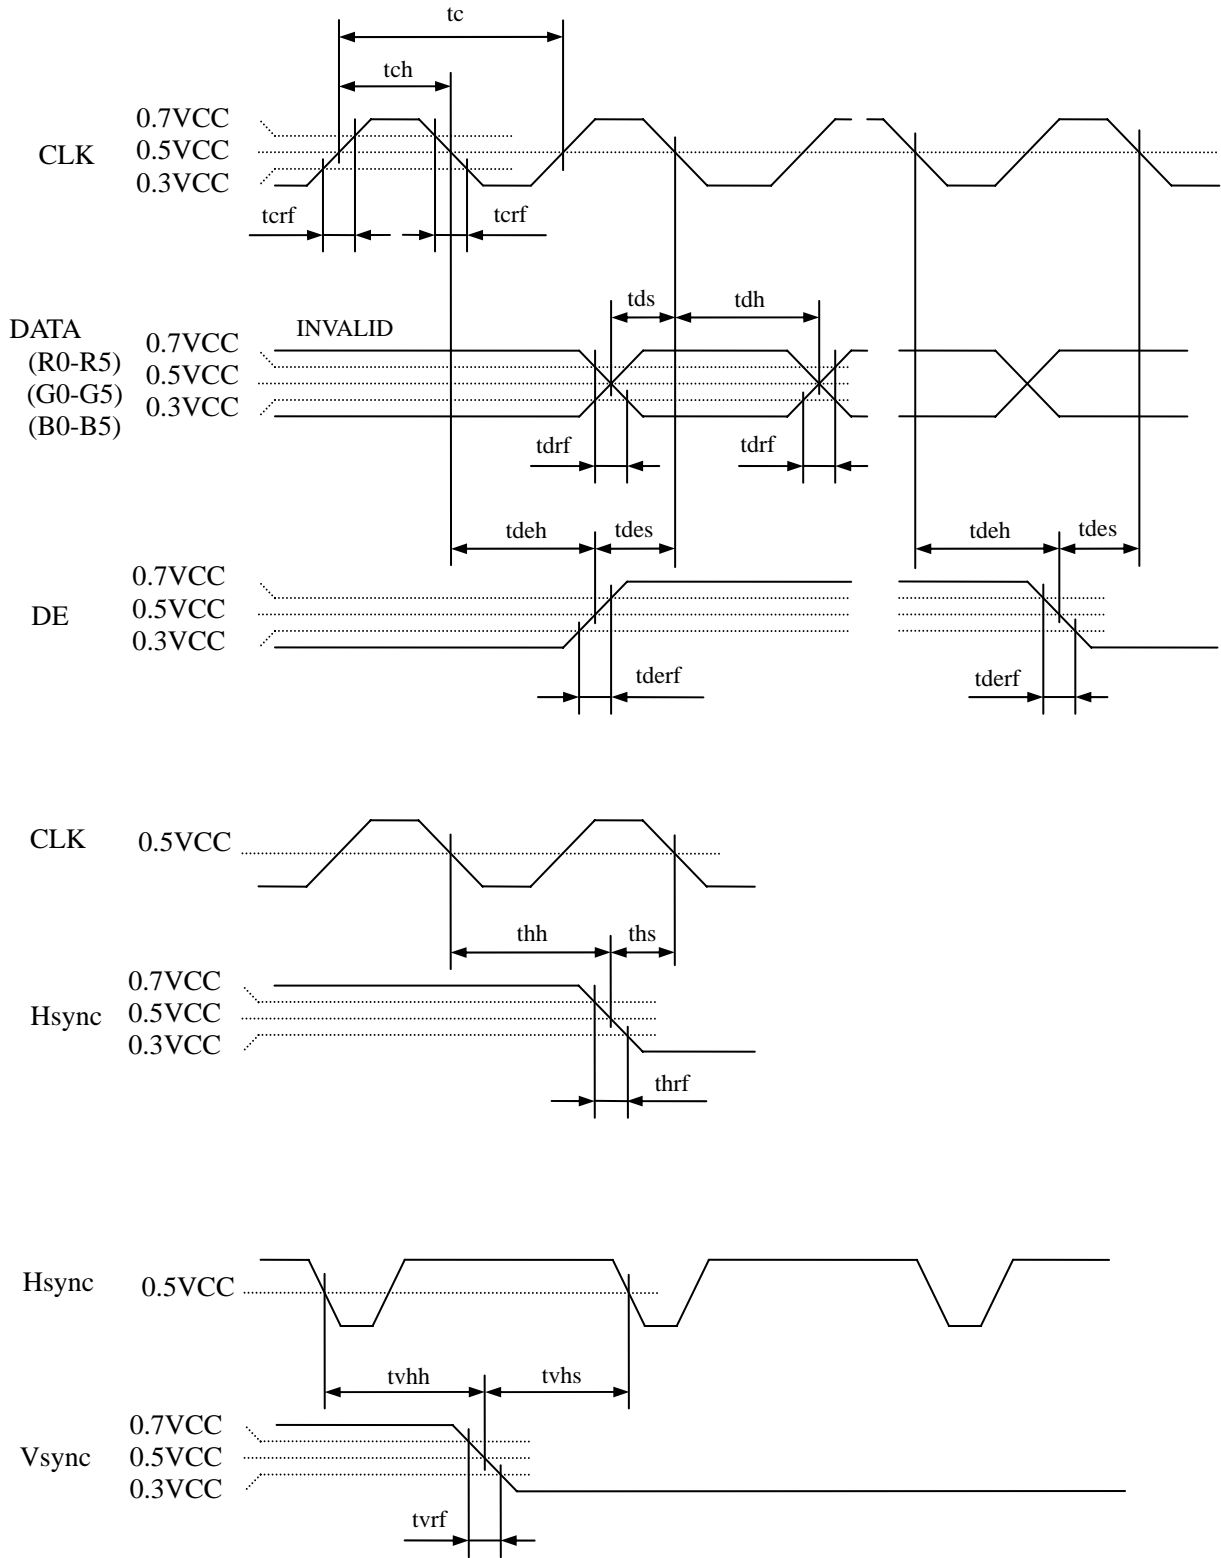 tc
tch
0.7VCC
CLK 0.5VCC
0.3VCC
tcrf tcrf
tds tdh
DATA 0.7VCC INVALID
(R0-R5) 0.5VCC
(G0-G5) 0.3VCC
(B0-B5)
tdrf tdrf
tdeh tdes tdeh tdes
0.7VCC
DE 0.5VCC
0.3VCC
tderf tderf
CLK 0.5VCC
thh ths
0.7VCC
Hsync 0.5VCC
0.3VCC
thrf
Hsync 0.5VCC
tvhh tvhs
0.7VCC
Vsync 0.5VCC
0.3VCC
tvrf